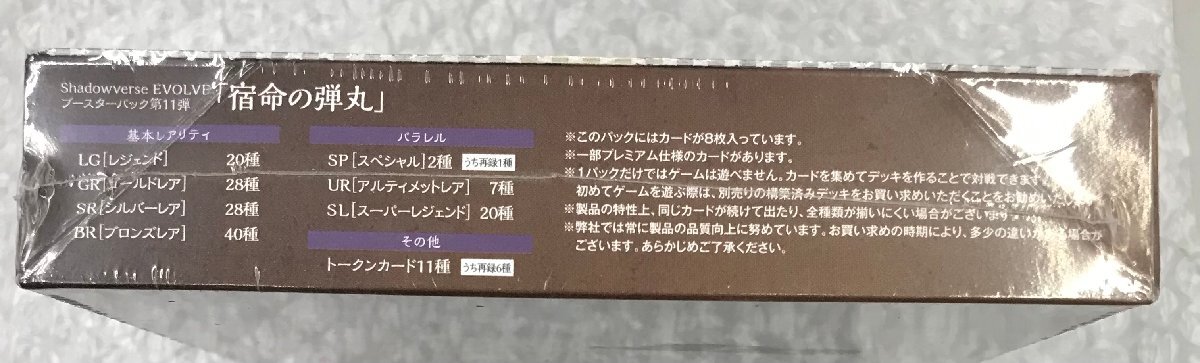 Shadowverse EVOLVE
ブースターパック第11弾
「宿命の弾丸」
基本レアリティ
LG[レジェンド] 20種
GR[ゴールドレア] 28種
SR[シルバーレア] 28種
BR[ブロンズレア] 40種
パラレル
SP[スペシャル]2種 うち再録1種
UR[アルティメットレア] 7種
SL[スーパーレジェンド] 20種
その他
トークンカード11種 うち再録6種
※このパックにはカードが8枚入っています。
※一部プレミアム仕様のカードがあります。
※1パックだけではゲームは遊べません。カードを集めてデッキを作ることで対戦できます
初めてゲームを遊ぶ際は、別売りの構築済みデッキをお買い求めいただくことをお勧めいたし
※製品の特性上、同じカードが続けて出たり、全種類が揃いにくい場合がございます
※弊社では常に製品の品質向上に努めています。お買い求めの時期により、多少の違いがある場合が
ございます。あらかじめご了承ください。